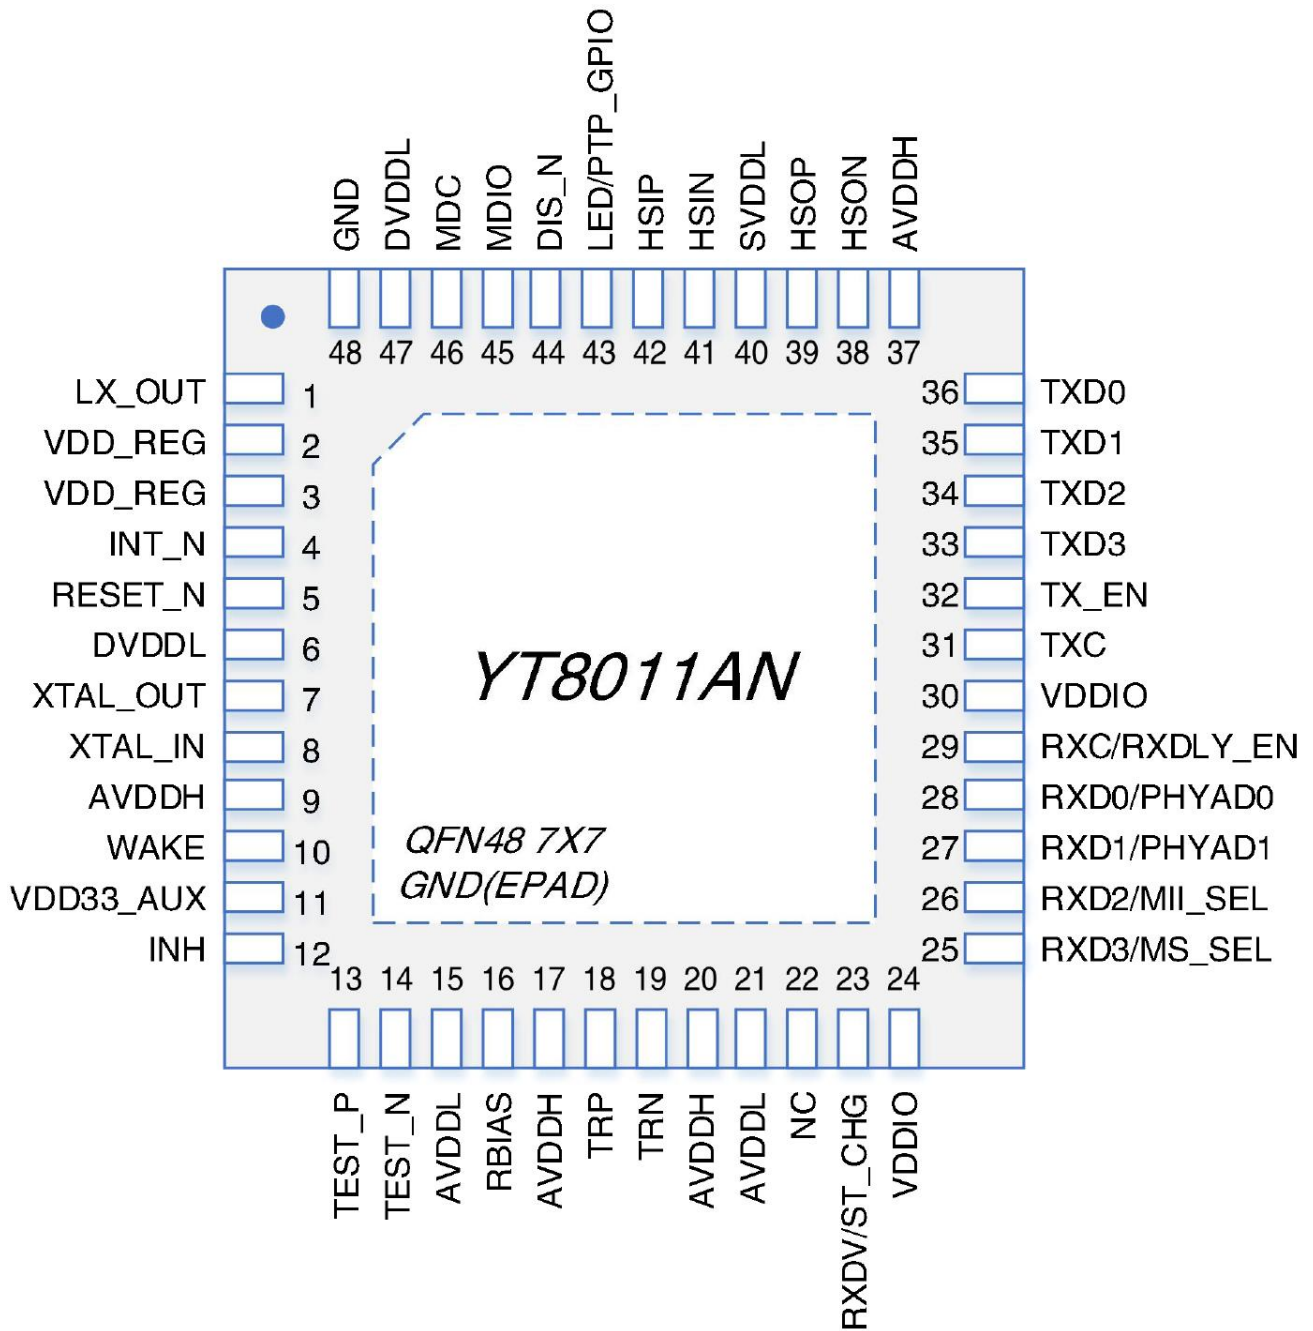 GND
DVDDL
MDC
MDIO
DIS_N
LED/PTP_GPIO
HSIP
HSIN
SVDDL
HSOP
HSON
AVDDH
48 47 46 45 44 43 42 41 40 39 38 37
LX_OUT 1
VDD_REG 2
VDD_REG 3
INT_N 4
RESET_N 5
DVDDL 6
XTAL_OUT 7
XTAL_IN 8
AVDDH 9
WAKE 10
VDD33_AUX 11
INH 12
YT8011AN
QFN48 7X7
GND(EPAD)
36 TXD0
35 TXD1
34 TXD2
33 TXD3
32 TX_EN
31 TXC
30 VDDIO
29 RXC/RXDLY_EN
28 RXD0/PHYAD0
27 RXD1/PHYAD1
26 RXD2/MII_SEL
25 RXD3/MS_SEL
13 14 15 16 17 18 19 20 21 22 23 24
TEST_P
TEST_N
AVDDL
RBIAS
AVDDH
TRP
TRN
AVDDH
AVDDL
NC
RXDV/ST_CHG
VDDIO